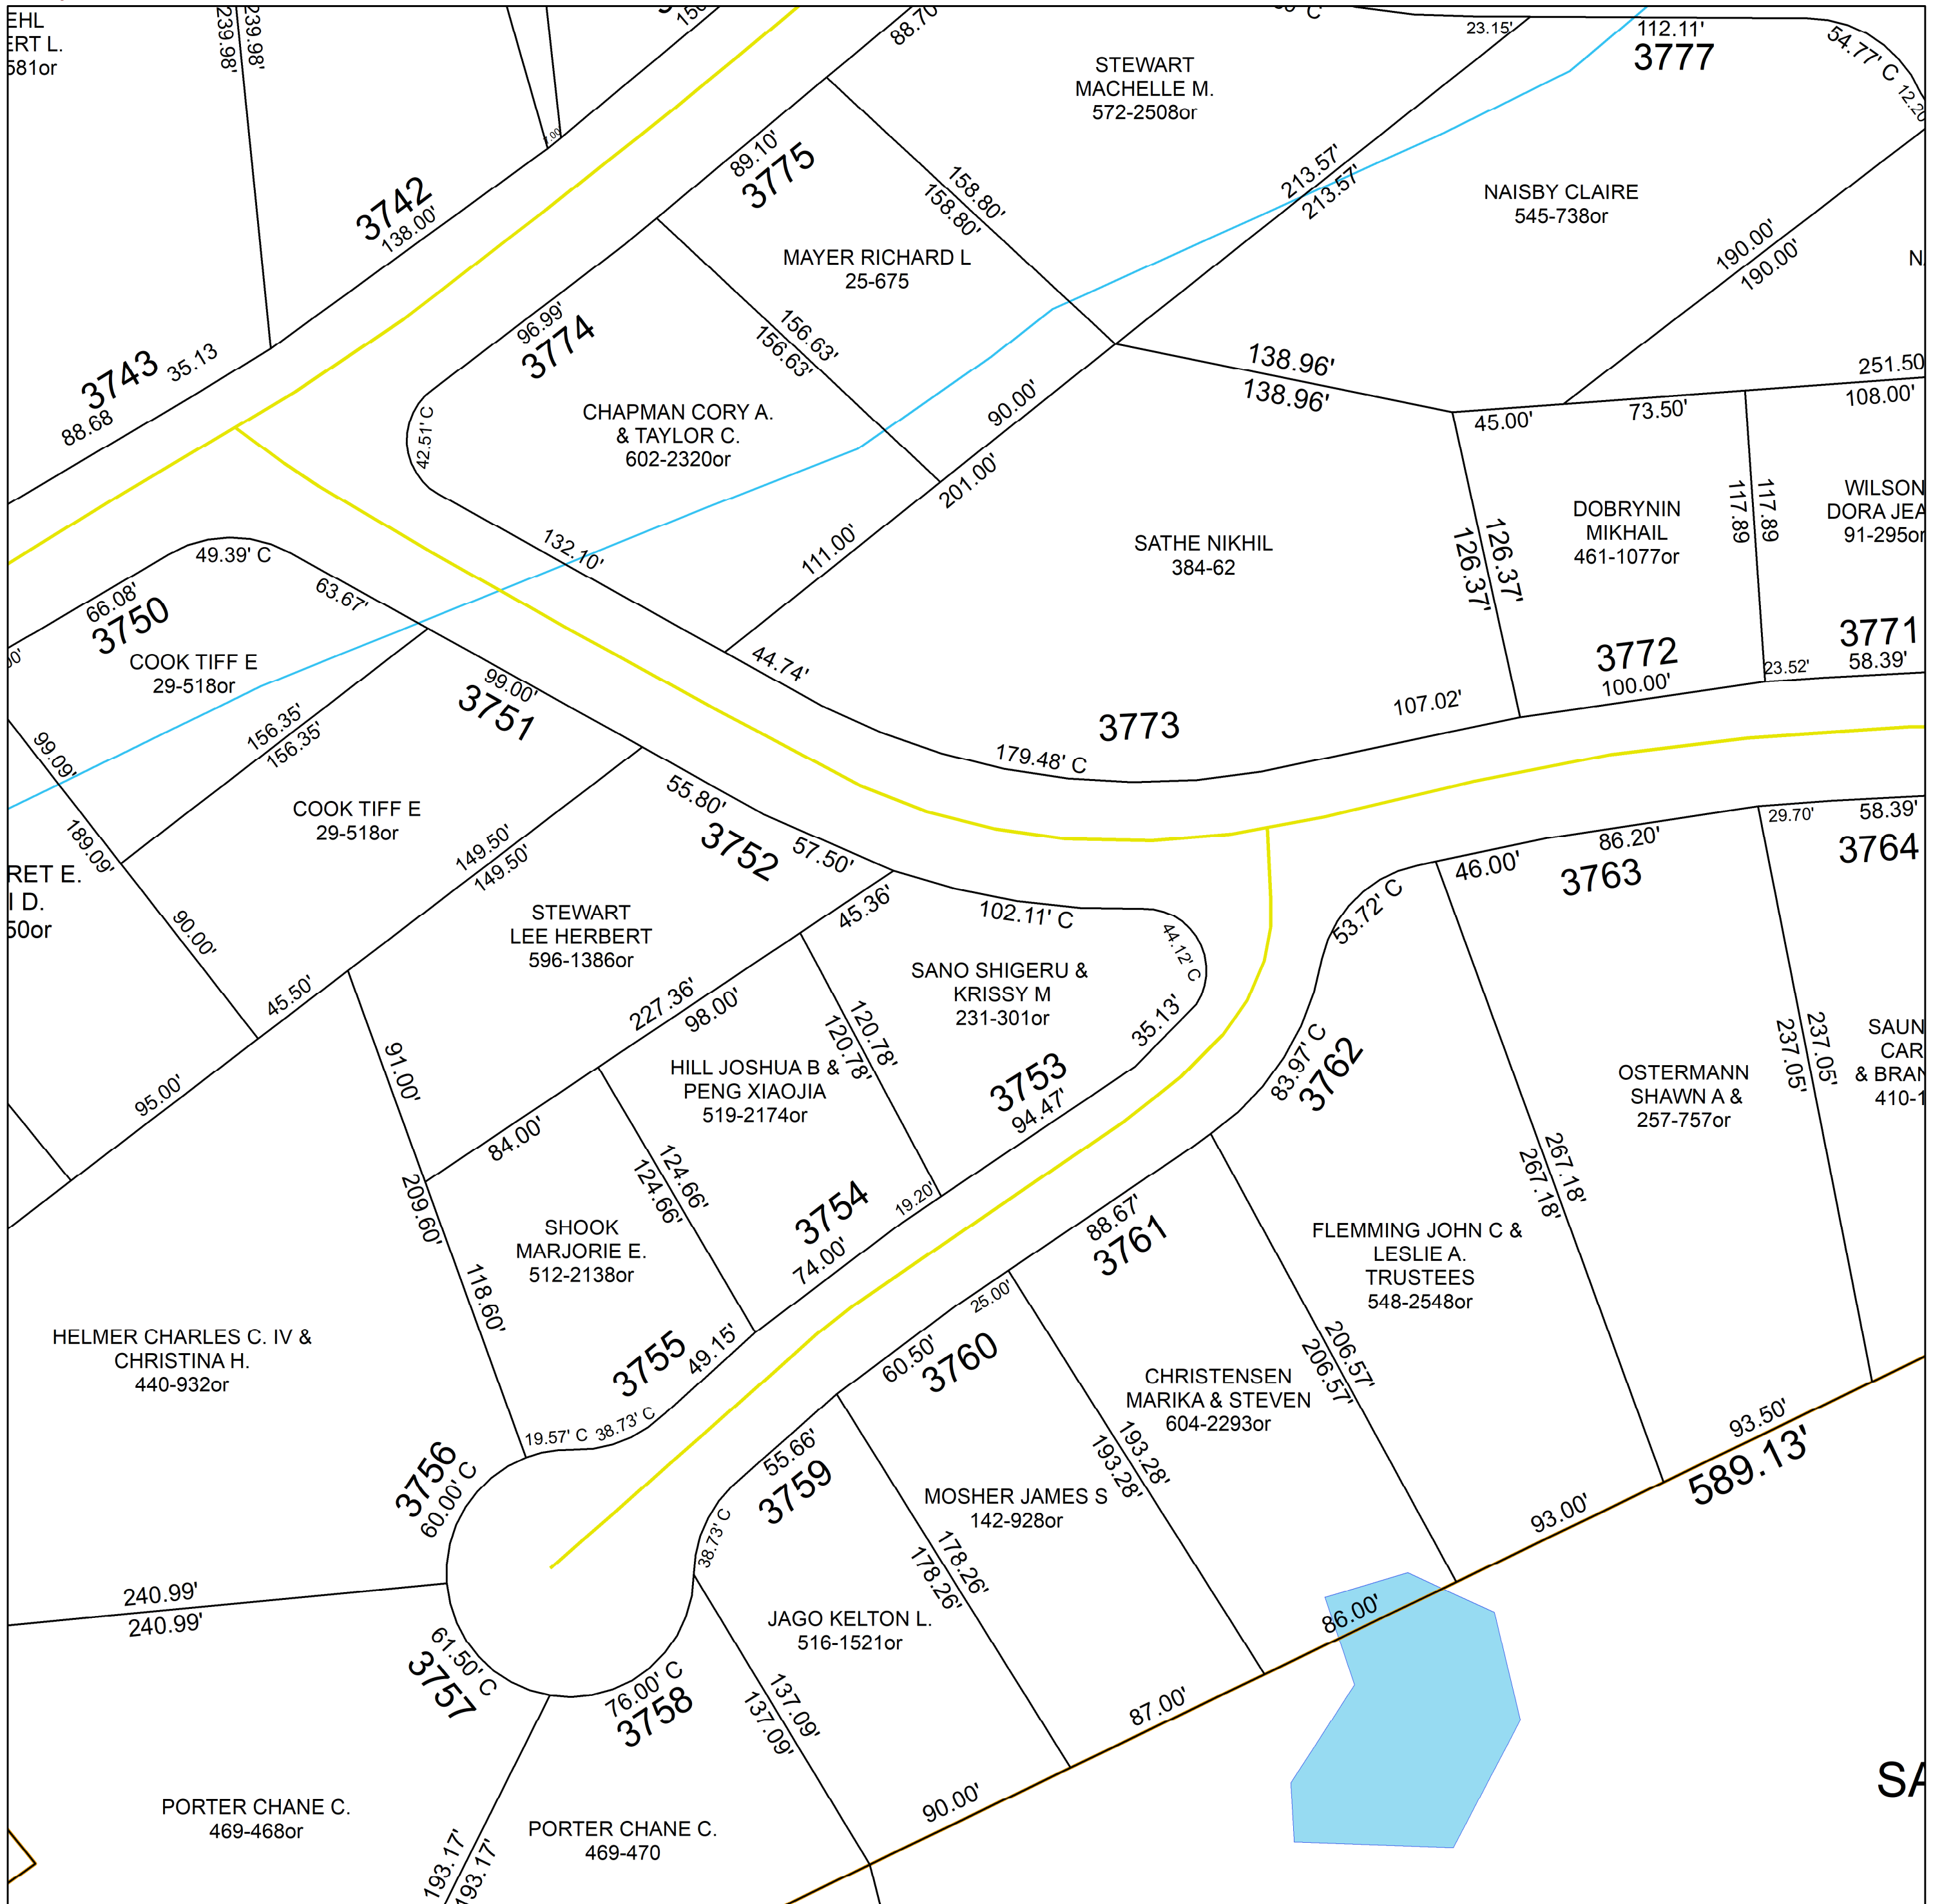 EHL
ERT L.
581or
239.98'
239.98'
88.70
23.15'
112.11'
3777
54.77' C
STEWART
MACHELLE M.
572-2508or
89.10'
3775
158.80'
158.80'
213.57'
213.57'
NAISBY CLAIRE
545-738or
190.00'
190.00'
3742
138.00'
MAYER RICHARD L
25-675
N
96.99'
3774
156.63'
156.63'
3743
35.13
88.68
138.96'
138.96'
251.50
108.00'
45.00'
73.50'
42.51' C
CHAPMAN CORY A.
& TAYLOR C.
602-2320or
90.00'
201.00'
111.00'
132.10'
SATHE NIKHIL
384-62
126.37'
126.37'
DOBRYNIN
MIKHAIL
461-1077or
117.89
117.89
WILSON
DORA JEA
91-295or
49.39' C
66.08'
3750
63.67'
COOK TIFF E
29-518or
44.74'
3772
100.00'
3771
23.52'
58.39'
99.00'
3751
156.35'
156.35'
99.09'
3773
107.02'
179.48' C
COOK TIFF E
29-518or
189.09'
55.80'
3752
57.50'
149.50'
149.50'
29.70'
58.39'
3764
86.20'
46.00'
3763
RET E.
I D.
50or
90.00'
45.36'
102.11' C
44.12' C
53.72' C
STEWART
LEE HERBERT
596-1386or
SANO SHIGERU &
KRISSY M
231-301or
45.50'
227.36'
98.00'
120.78'
120.78'
35.13'
95.00'
91.00'
HILL JOSHUA B &
PENG XIAOJIA
519-2174or
3753
94.47'
83.97' C
3762
237.05'
237.05'
SAUN
CAR
& BRAN
410-1
OSTERMANN
SHAWN A &
257-757or
84.00'
124.66'
124.66'
209.60'
3754
19.20'
74.00'
88.67'
3761
267.18'
267.18'
SHOOK
MARJORIE E.
512-2138or
FLEMMING JOHN C &
LESLIE A.
TRUSTEES
548-2548or
118.60'
25.00'
HELMER CHARLES C. IV &
CHRISTINA H.
440-932or
3755
49.15'
60.50'
3760
206.57'
206.57'
CHRISTENSEN
MARIKA & STEVEN
604-2293or
93.50'
589.13'
19.57' C
38.73' C
3756
60.00' C
55.66'
3759
193.28'
193.28'
MOSHER JAMES S
142-928or
93.00'
38.73' C
178.26'
178.26'
240.99'
240.99'
86.00'
JAGO KELTON L.
516-1521or
61.50' C
3757
76.00' C
3758
137.09'
137.09'
87.00'
90.00'
SA
PORTER CHANE C.
469-468or
PORTER CHANE C.
469-470
193.17'
193.17'